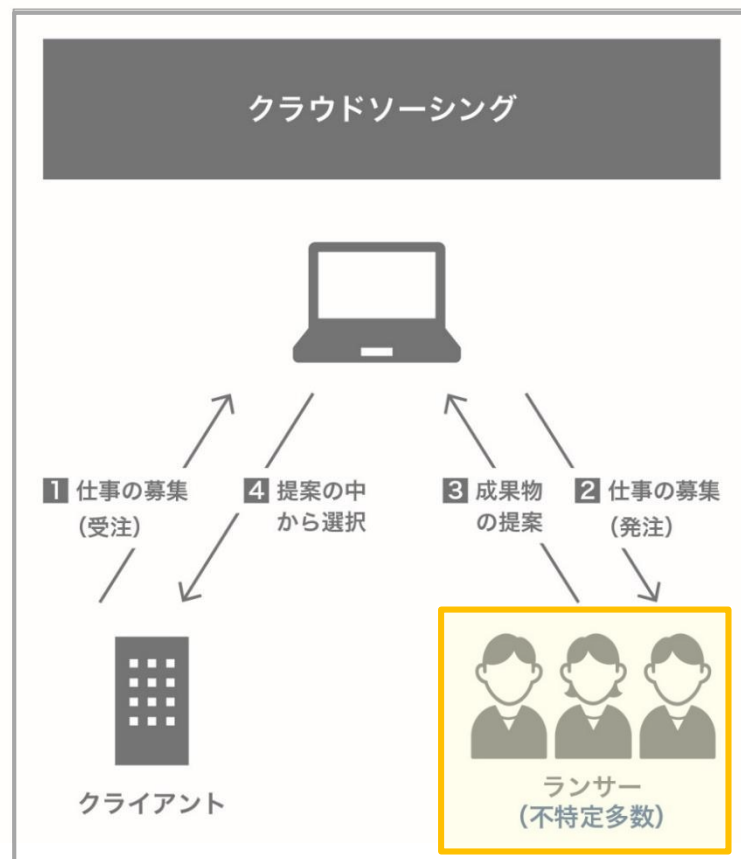 クラウドソーシング
1 仕事の募集
(受注)
4 提案の中
から選択
3 成果物
の提案
2 仕事の募集
(発注)
クライアント
ランサー
(不特定多数)